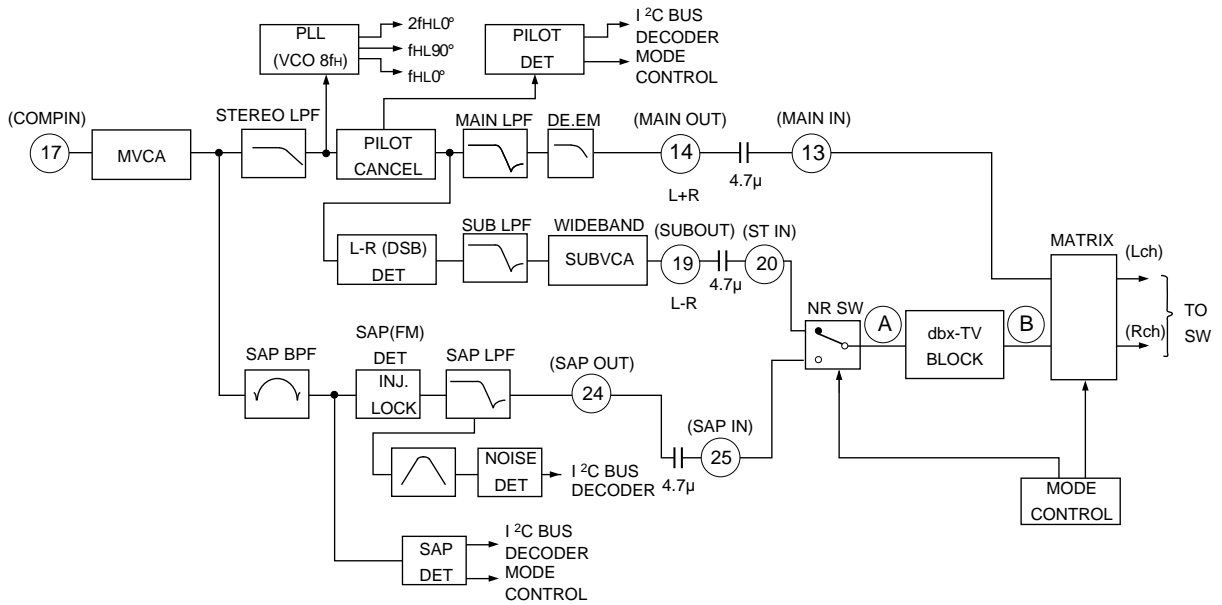 PLL
(VCO 8fH)
2fHL0°
fHL90°
fHL0°
PILOT
DET
I ²C BUS
DECODER
MODE
CONTROL
(COMPIN)
17
MVCA
STEREO LPF
PILOT
CANCEL
MAIN LPF
DE.EM
(MAIN OUT)
14
L+R
4.7µ
(MAIN IN)
13
L-R (DSB)
DET
SUB LPF
WIDEBAND
SUBVCA
(SUBOUT)
19
L-R
4.7µ
(ST IN)
20
NR SW
A
dbx-TV
BLOCK
B
MATRIX
(Lch)
(Rch)
TO
SW
SAP BPF
SAP(FM)
DET
INJ.
LOCK
SAP LPF
(SAP OUT)
24
4.7µ
(SAP IN)
25
NOISE
DET
I ²C BUS
DECODER
SAP
DET
I ²C BUS
DECODER
MODE
CONTROL
MODE
CONTROL